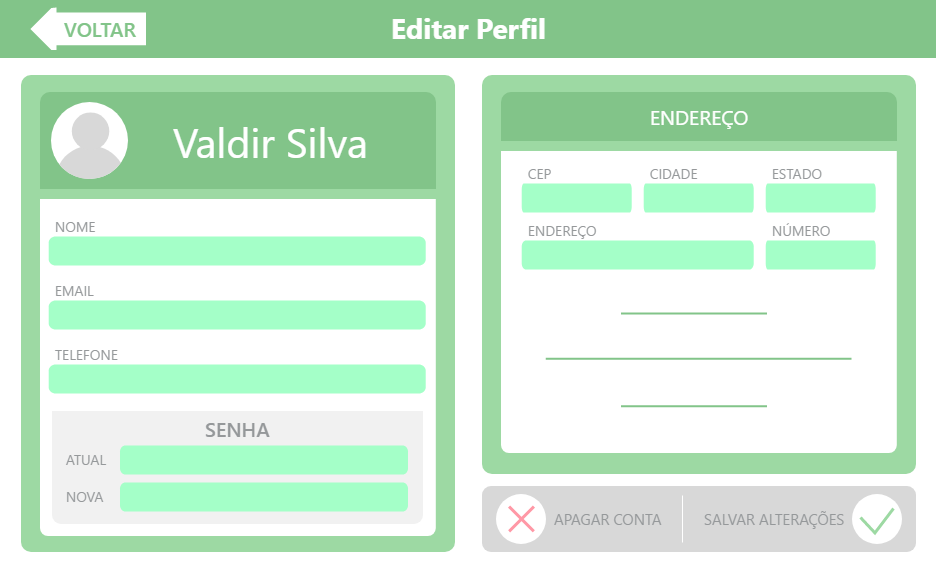 VOLTAR
Editar Perfil
Valdir Silva
NOME
EMAIL
TELEFONE
SENHA
ATUAL
NOVA
ENDEREÇO
CEP CIDADE ESTADO
ENDEREÇO NÚMERO
APAGAR CONTA
SALVAR ALTERAÇÕES